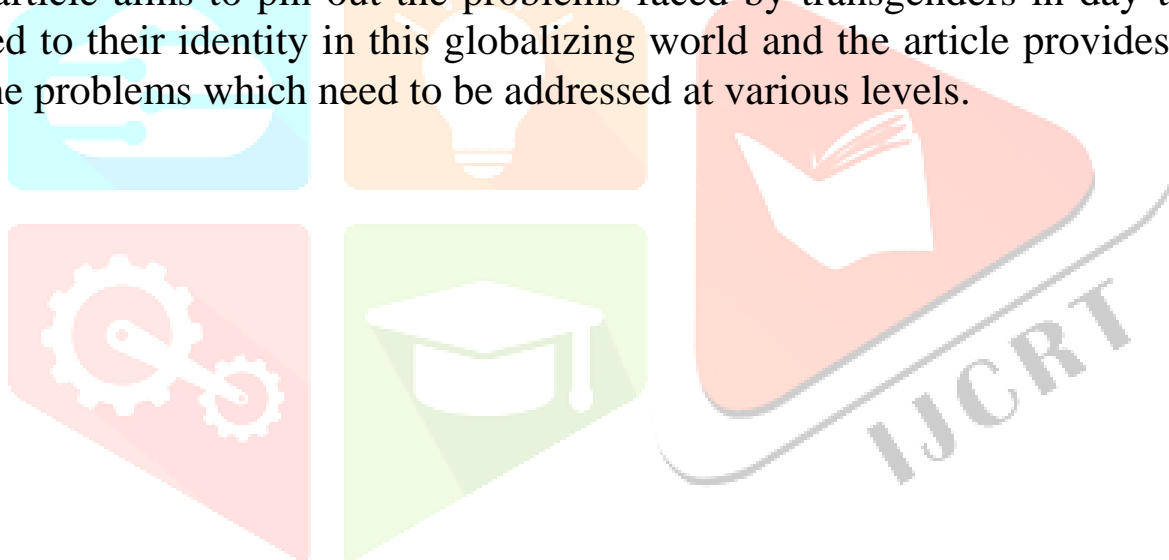 article aims to pin out the problems faced by transgenders in day t
ed to their identity in this globalizing world and the article provides
he problems which need to be addressed at various levels.
IJCRT